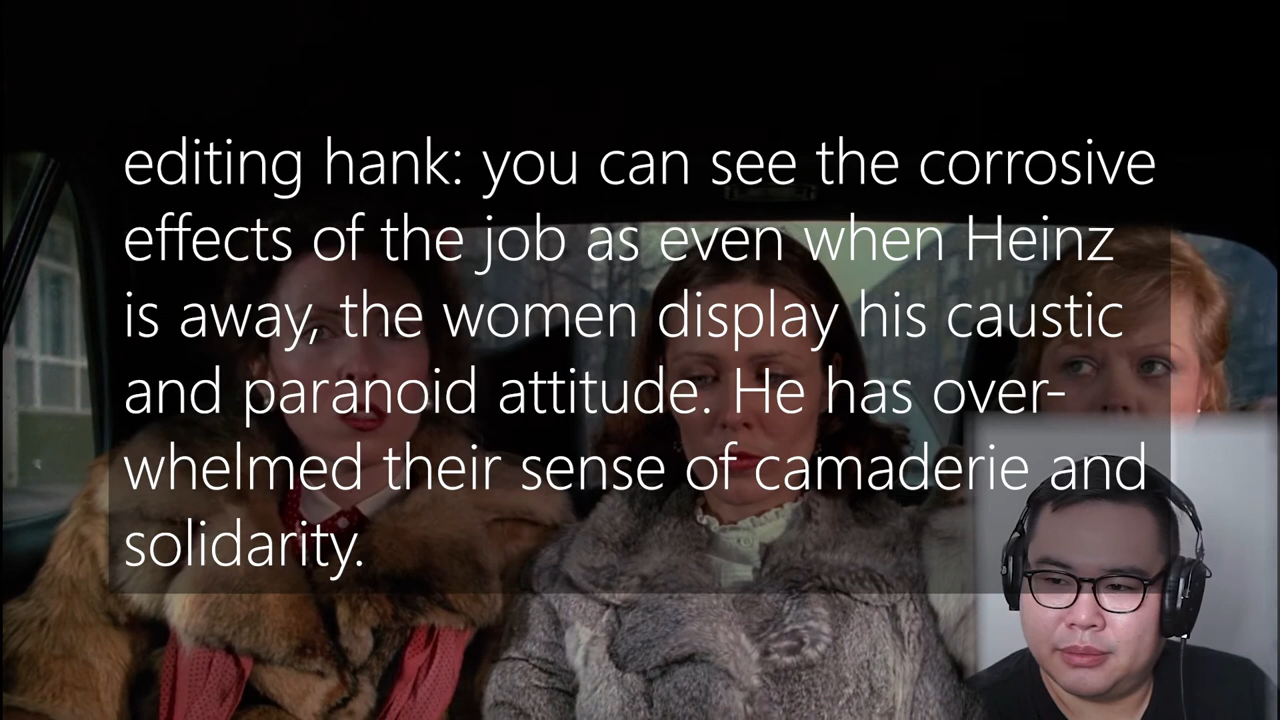 editing hank: you can see the corrosive
effects of the job as even when Heinz
is away, the women display his caustic
and paranoid attitude. He has over-
whelmed their sense of camaderie and
solidarity.